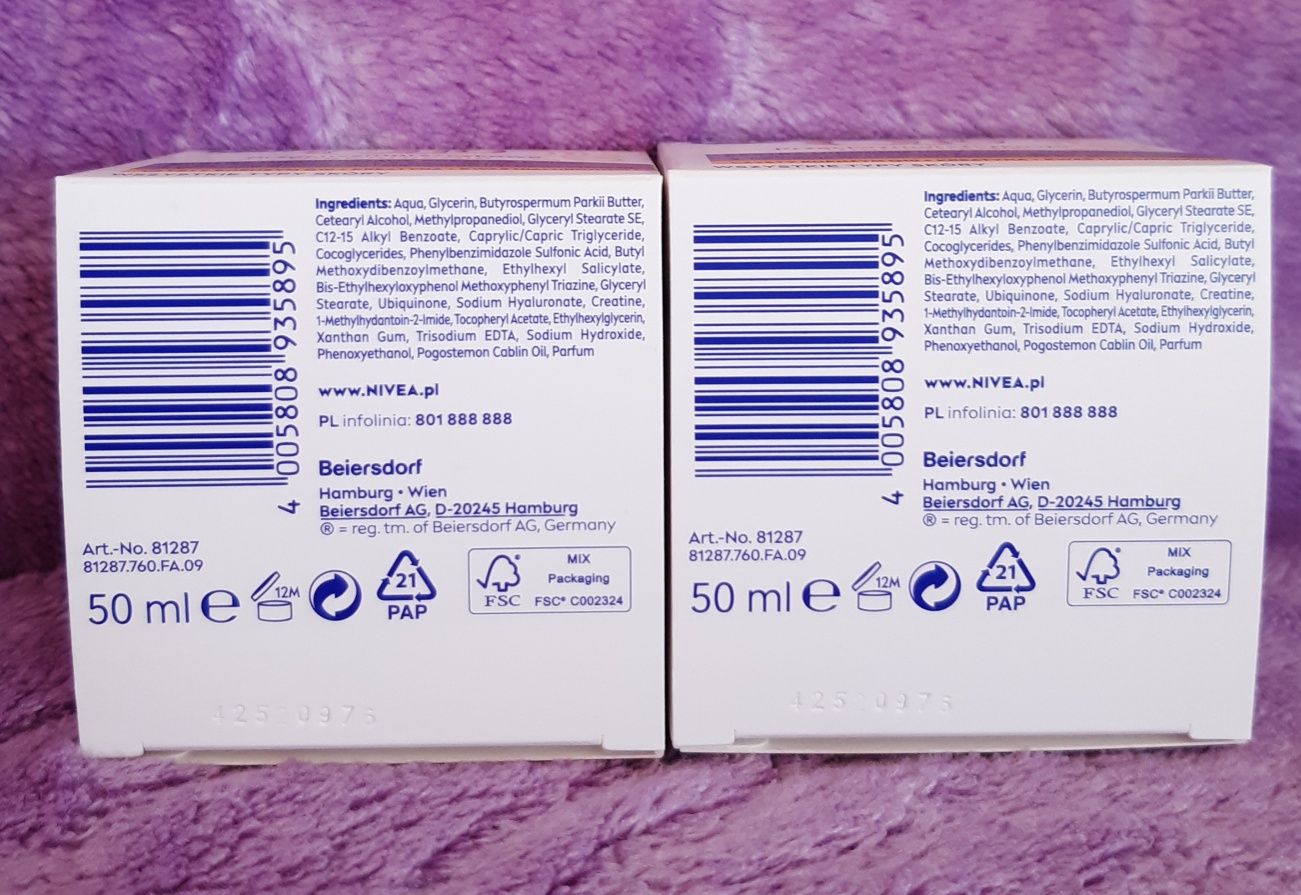 WSZYSTKIE TYPY SKÓRY
Ingredients: Aqua, Glycerin, Butyrospermum Parkii Butter,
Cetearyl Alcohol, Methylpropanediol, Glyceryl Stearate SE,
C12-15 Alkyl Benzoate, Caprylic/Capric Triglyceride,
Cocoglycerides, Phenylbenzimidazole Sulfonic Acid, Butyl
Methoxydibenzoylmethane, Ethylhexyl Salicylate,
Bis-Ethylhexyloxyphenol Methoxyphenyl Triazine, Glyceryl
Stearate, Ubiquinone, Sodium Hyaluronate, Creatine,
1-Methylhydantoin-2-Imide, Tocopheryl Acetate, Ethylhexylglycerin,
Xanthan Gum, Trisodium EDTA, Sodium Hydroxide,
Phenoxyethanol, Pogostemon Cablin Oil, Parfum
4 005808 935895
www.NIVEA.pl
PL infolinia: 801 888 888
Beiersdorf
Hamburg • Wien
Beiersdorf AG, D-20245 Hamburg
® = reg. tm. of Beiersdorf AG, Germany
Art.-No. 81287
81287.760.FA.09
50 ml e
12M
21
PAP
FSC®
MIX
Packaging
FSC® C002324
WSZYSTKIE TYPY SKÓRY
Ingredients: Aqua, Glycerin, Butyrospermum Parkii Butter,
Cetearyl Alcohol, Methylpropanediol, Glyceryl Stearate SE,
C12-15 Alkyl Benzoate, Caprylic/Capric Triglyceride,
Cocoglycerides, Phenylbenzimidazole Sulfonic Acid, Butyl
Methoxydibenzoylmethane, Ethylhexyl Salicylate,
Bis-Ethylhexyloxyphenol Methoxyphenyl Triazine, Glyceryl
Stearate, Ubiquinone, Sodium Hyaluronate, Creatine,
1-Methylhydantoin-2-Imide, Tocopheryl Acetate, Ethylhexylglycerin,
Xanthan Gum, Trisodium EDTA, Sodium Hydroxide,
Phenoxyethanol, Pogostemon Cablin Oil, Parfum
4 005808 935895
www.NIVEA.pl
PL infolinia: 801 888 888
Beiersdorf
Hamburg • Wien
Beiersdorf AG, D-20245 Hamburg
® = reg. tm. of Beiersdorf AG, Germany
Art.-No. 81287
81287.760.FA.09
50 ml e
12M
21
PAP
FSC®
MIX
Packaging
FSC® C002324